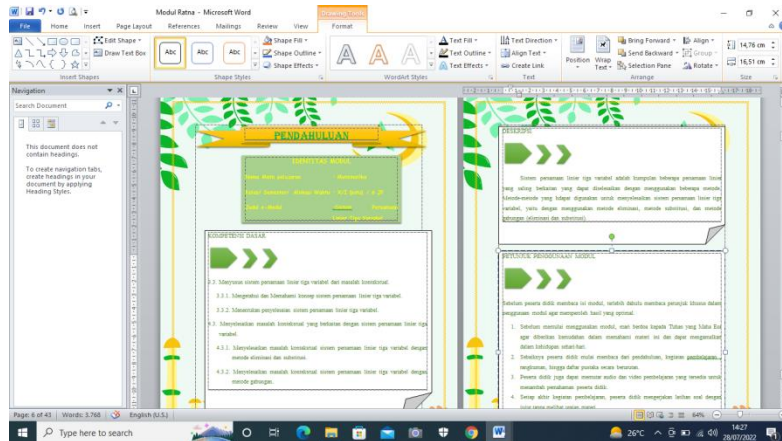 Modul Ratna - Microsoft Word
Drawing Tools
File Home Insert Page Layout References Mailings Review View Format
Edit Shape
Draw Text Box
Insert Shapes
Abc Abc Abc
Shape Fill
Shape Outline
Shape Effects
Shape Styles
A A A
Text Fill
Text Outline
Text Effects
WordArt Styles
Text Direction
Align Text
Create Link
Text
Position
Wrap Text
Bring Forward
Send Backward
Selection Pane
Align
Group
Rotate
Arrange
14,76 cm
16,51 cm
Size
Navigation
Search Document
This document does not
contain headings.
To create navigation tabs,
create headings in your
document by applying
Heading Styles.
PENDAHULUAN
IDENTITAS MODUL
KOMPETENSI DASAR
3.3. Menyusun sistem persamaan linier tiga variabel dari masalah kontekstual
3.3.1. Mengetahui dan Memahami konsep sistem persamaan linier tiga variabel.
3.3.2. Menentukan penyelesaian sistem persamaan linier tiga variabel.
4.3. Menyelesaikan masalah kontekstual yang berkaitan dengan sistem persamaan linier tiga
variabel.
4.3.1. Menyelesaikan masalah kontekstual sistem persamaan linier tiga variabel dengan
metode eliminasi dan substitusi.
4.3.2. Menyelesaikan masalah kontekstual sistem persamaan linier tiga variabel dengan
metode gabungan.
DESKRIPSI
Sistem persamaan linier tiga variabel adalah kumpulan beberapa persamaan linier
yang saling berkaitan yang dapat diselesaikan dengan menggunakan beberapa metode.
Metode-metode yang dapat digunakan untuk menyelesaikan sistem persamaan linier tiga
variabel, yaitu dengan menggunakan metode eliminasi, metode substitusi, dan metode
gabungan (eliminasi dan substitusi).
PETUNJUK PENGGUNAAN MODUL
Sebelum peserta didik membaca isi modul, terlebih dahulu membaca petunjuk khusus dalam
penggunaan modul agar memperoleh hasil yang optimal.
1. Sebelum memulai menggunakan modul, mari berdoa kepada Tuhan yang Maha Esa
agar diberikan kemudahan dalam memahami materi ini dan dapat mengamalkan
dalam kehidupan sehari-hari.
2. Sebaiknya peserta didik mulai membaca dari pendahuluan, kegiatan pembelajaran,
rangkuman, hingga daftar pustaka secara berurutan.
3. Peserta didik juga dapat memutar audio dan video pembelajaran yang tersedia untuk
menambah pemahaman peserta didik.
4. Setiap akhir kegiatan pembelajaran, peserta didik mengerjakan latihan soal dengan
Page: 6 of 43 Words: 3.768 English (U.S.) 64%
Type here to search
26°C
14:27
28/07/2022